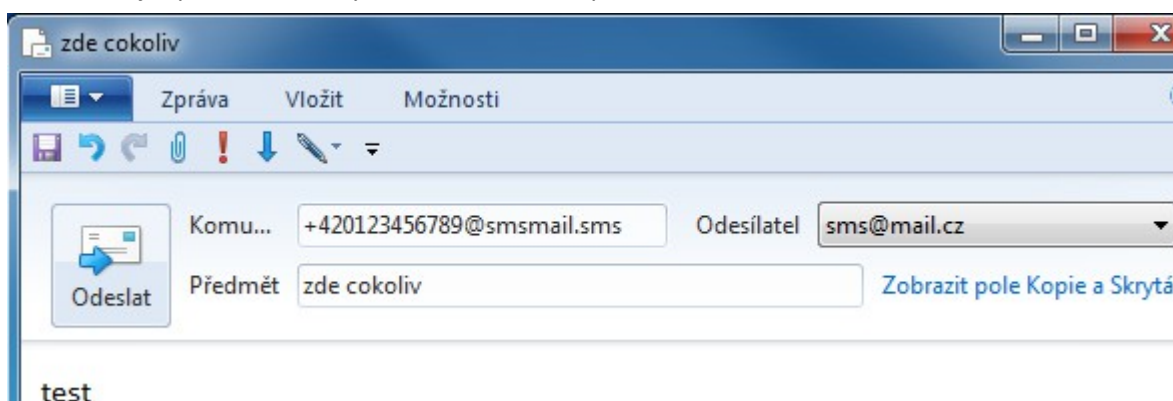 zde cokoliv
Zpráva Vložit Možnosti
Komu... +420123456789@smsmail.sms Odesílatel sms@mail.cz
Odeslat Předmět zde cokoliv Zobrazit pole Kopie a Skrytá
test